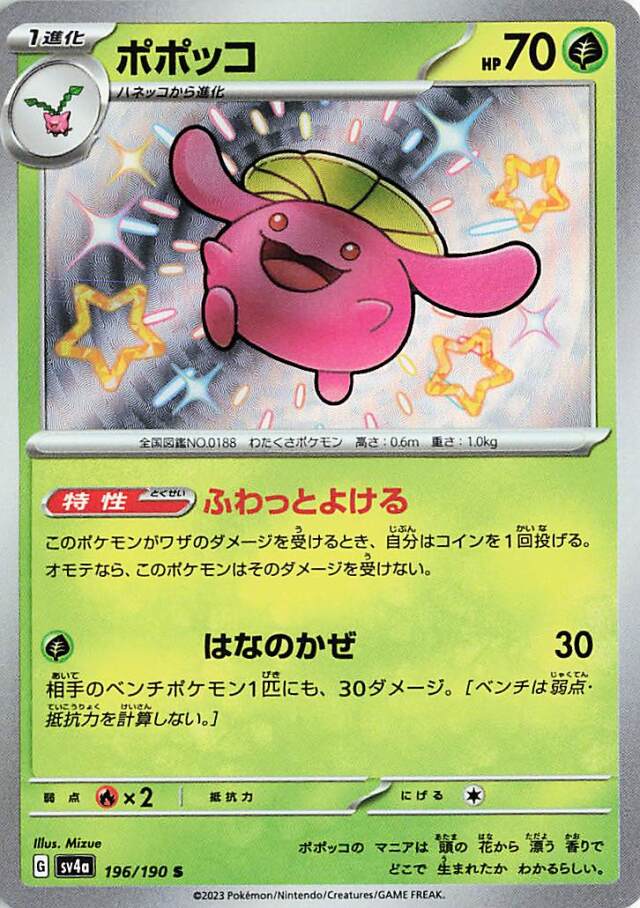 1進化
ポポッコ
HP 70
ハネッコから進化
全国図鑑NO.0188 わたくさポケモン 高さ:0.6m 重さ:1.0kg
特性 とくせい ふわっとよける
このポケモンがワザのダメージを受けるとき、自分はコインを1回投げる。
オモテなら、このポケモンはそのダメージを受けない。
はなのかぜ 30
相手のベンチポケモン1匹にも、30ダメージ。[ベンチは弱点・
抵抗力を計算しない。]
弱点 ×2 抵抗力 にげる
Illus. Mizue
G sv4a 196/190 S
ポポッコの マニアは 頭の 花から 漂う 香りで
どこで 生まれたか わかるらしい。
©2023 Pokémon/Nintendo/Creatures/GAME FREAK.